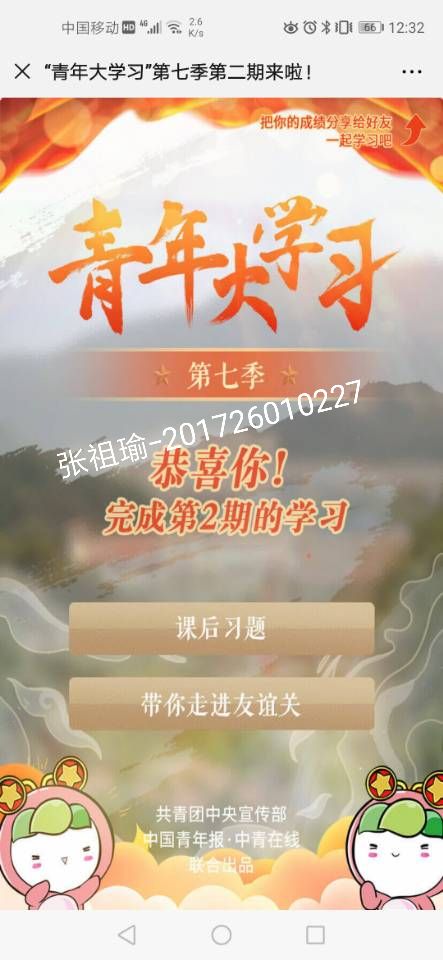 中国移动 HD 4G 2.6 K/s 66 12:32
“青年大学习”第七季第二期来啦！
把你的成绩分享给好友
一起学习吧
青年大学习
第七季
张祖瑜-201726010227
恭喜你！
完成第2期的学习
课后习题
带你走进友谊关
共青团中央宣传部
中国青年报·中青在线
联合出品